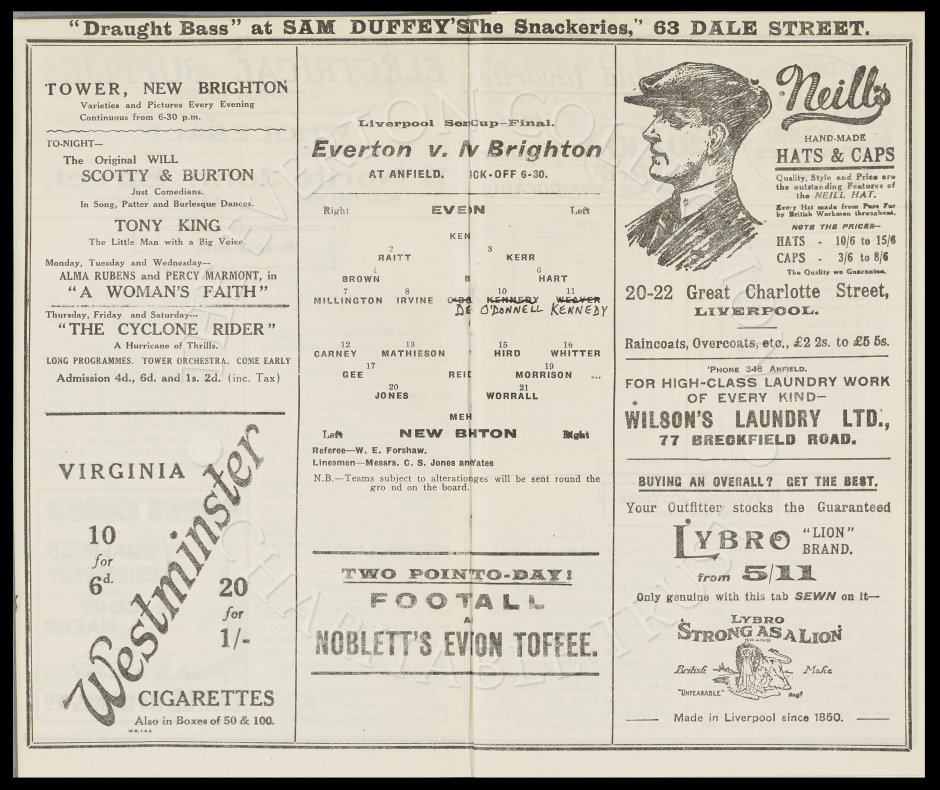 "Draught Bass" at SAM DUFFEY'S The Snackeries," 63 DALE STREET.
TOWER, NEW BRIGHTON
Varieties and Pictures Every Evening
Continuous from 6-30 p.m.
TO-NIGHT---
The Original WILL
SCOTTY & BURTON
Just Comedians.
In Song, Patter and Burlesque Dances.
TONY KING
The Little Man with a Big Voice.
Monday, Tuesday and Wednesday---
ALMA RUBENS and PERCY MARMONT, in
"A WOMAN'S FAITH"
Thursday, Friday and Saturday---
"THE CYCLONE RIDER"
A Hurricane of Thrills.
LONG PROGRAMMES. TOWER ORCHESTRA. COME EARLY
Admission 4d., 6d. and 1s. 2d. (inc. Tax)
VIRGINIA
10
for
6d.
Westminster
20
for
1/-
CIGARETTES
Also in Boxes of 50 & 100.
W.R.144
Liverpool Sen Cup-Final.
Everton v. N Brighton
AT ANFIELD. ICK-OFF 6-30.
Right EVE N Left
KEN
2 3
RAITT KERR
4 6
BROWN B HART
7 8 10 11
MILLINGTON IRVINE KENNEDY WEAVER
O'DONNELL KENNEDY
12 13 15 16
CARNEY MATHIESON HIRD WHITTER
17 19
GEE REI MORRISON ...
20 21
JONES WORRALL
MEH
Left NEW B HTON Right
Referee—W. E. Forshaw.
Linesmen—Messrs. C. S. Jones an Yates
N.B.—Teams subject to alteration ges will be sent round the
gro nd on the board.
TWO POIN TO-DAY!
FOOT ALL
A
NOBLETT'S EV ON TOFFEE.
Neill's
HAND-MADE
HATS & CAPS
Quality, Style and Price are
the outstanding Features of
the NEILL HAT.
Every Hat made from Pure Fur
by British Workmen throughout.
NOTE THE PRICES—
HATS - 10/6 to 15/6
CAPS - 3/6 to 8/6
The Quality we Guarantee.
20-22 Great Charlotte Street,
LIVERPOOL.
Raincoats, Overcoats, etc., £2 2s. to £5 5s.
'PHONE 346 ANFIELD.
FOR HIGH-CLASS LAUNDRY WORK
OF EVERY KIND—
WILSON'S LAUNDRY LTD.,
77 BRECKFIELD ROAD.
BUYING AN OVERALL? GET THE BEST.
Your Outfitter stocks the Guaranteed
LYBRO "LION"
BRAND.
from 5/11
Only genuine with this tab SEWN on it—
LYBRO
STRONG AS A LION
BRAND
British Make
"UNTEARABLE" Regd
Made in Liverpool since 1850.
EVERTON COLLECTION
CHARITABLE TRUST